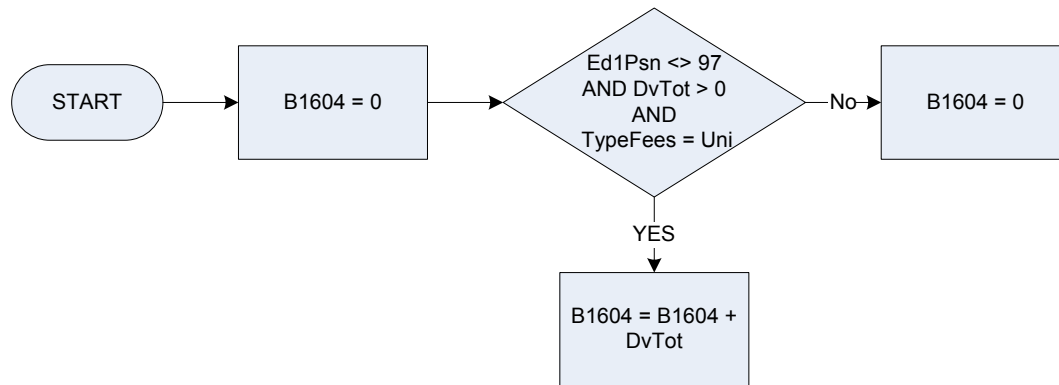 START
B1604 = 0
Ed1Psn <> 97
AND DvTot > 0
AND
TypeFees = Uni
No
B1604 = 0
YES
B1604 = B1604 +
DvTot